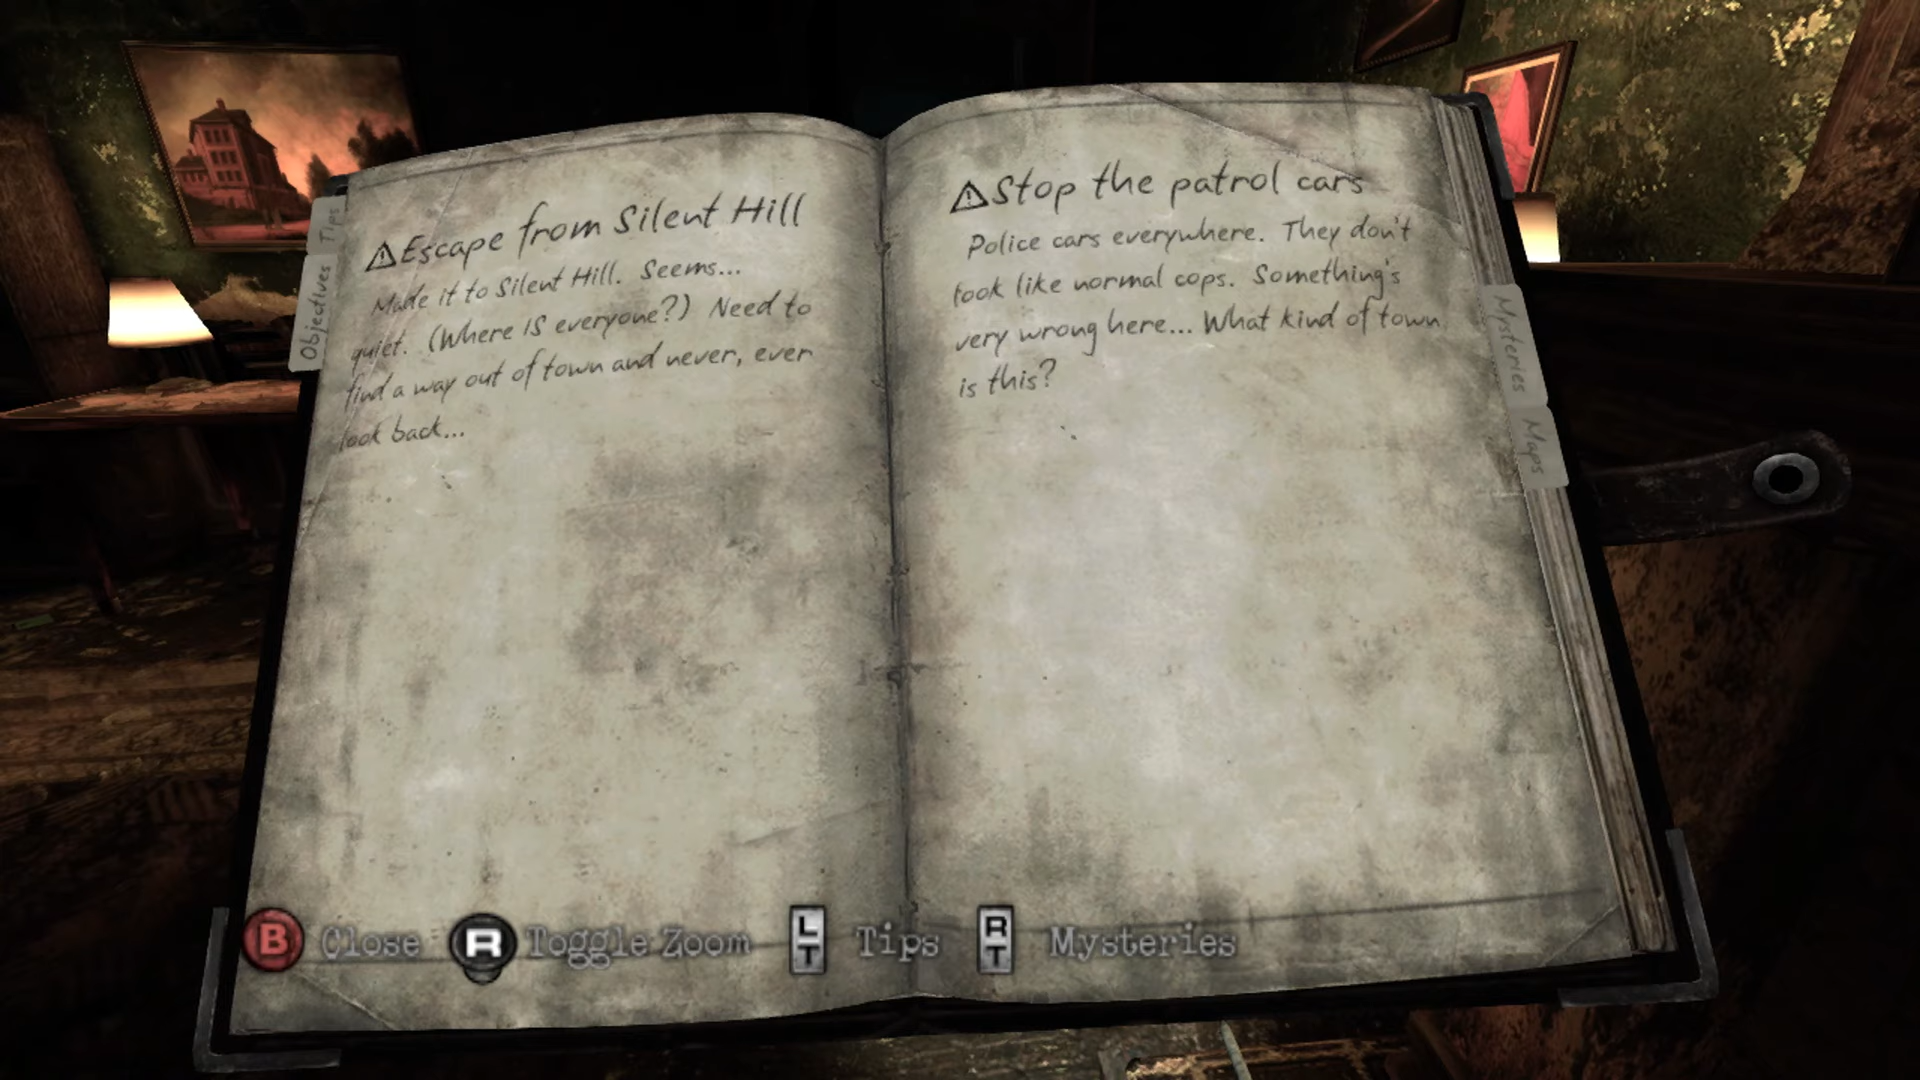 Tips
Objectives
⚠Escape from Silent Hill
Made it to Silent Hill. Seems...
quiet. (Where IS everyone?) Need to
find a way out of town and never, ever
look back...
⚠Stop the patrol cars
Police cars everywhere. They don't
look like normal cops. Something's
very wrong here... What kind of town
is this?
Mysteries
Maps
B Close R Toggle Zoom LT Tips RT Mysteries